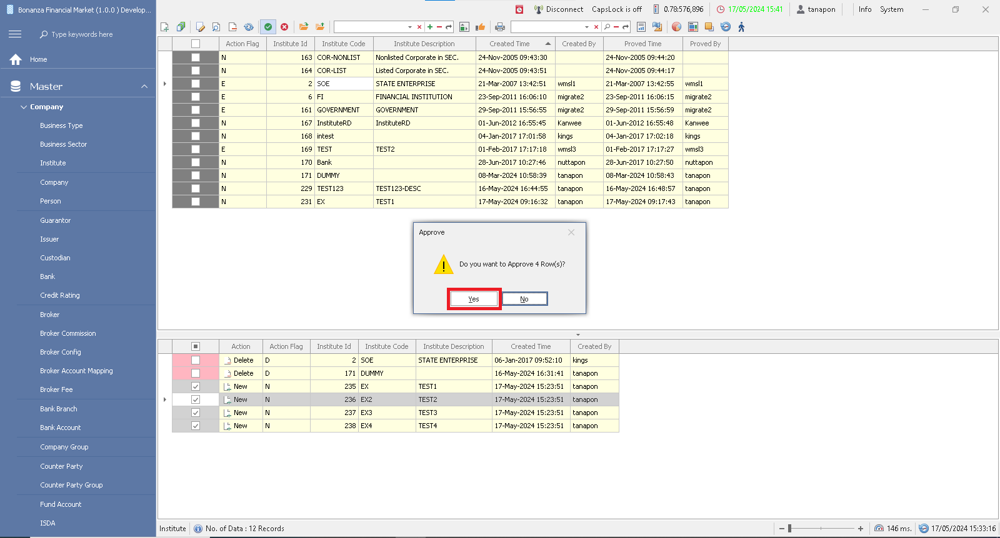 Bonanza Financial Market (1.0.0 ) Develop... Disconnect CapsLock is off 0.78:576,896 17/05/2024 15:41 tanapon Info System
Type keywords here
Home
Master
Company
Business Type
Business Sector
Institute
Company
Person
Guarantor
Issuer
Custodian
Bank
Credit Rating
Broker
Broker Commission
Broker Config
Broker Account Mapping
Broker Fee
Bank Branch
Bank Account
Company Group
Counter Party
Counter Party Group
Fund Account
ISDA
Action Flag Institute Id Institute Code Institute Description Created Time Created By Proved Time Proved By
N 163 COR-NONLIST Nonlisted Corporate in SEC. 24-Nov-2005 09:43:30 24-Nov-2005 09:44:20
N 164 COR-LIST Listed Corporate in SEC. 24-Nov-2005 09:43:51 24-Nov-2005 09:44:17
E 2 SOE STATE ENTERPRISE 21-Mar-2007 13:42:51 wmsl1 21-Mar-2007 13:42:55 wmsl1
E 6 FI FINANCIAL INSTITUTION 23-Sep-2011 16:06:10 migrate2 23-Sep-2011 16:06:15 migrate2
E 161 GOVERNMENT GOVERNMENT 29-Sep-2011 15:56:55 migrate2 29-Sep-2011 15:56:59 migrate2
N 167 InstituteRD InstituteRD 01-Jun-2012 16:55:45 Kanwee 01-Jun-2012 16:55:48 Kanwee
N 168 intest 04-Jan-2017 17:01:58 kings 04-Jan-2017 17:02:18 kings
E 169 TEST TEST2 01-Feb-2017 17:17:18 wmsl3 01-Feb-2017 17:17:27 wmsl3
N 170 Bank 28-Jun-2017 10:27:46 nuttapon 28-Jun-2017 10:27:50 nuttapon
N 171 DUMMY 08-Mar-2024 10:58:39 tanapon 08-Mar-2024 10:58:43 tanapon
N 229 TEST123 TEST123-DESC 16-May-2024 16:44:55 tanapon 16-May-2024 16:48:57 tanapon
N 231 EX TEST1 17-May-2024 09:16:32 tanapon 17-May-2024 09:17:43 tanapon
Approve
Do you want to Approve 4 Row(s)?
Yes No
Action Action Flag Institute Id Institute Code Institute Description Created Time Created By
Delete D 2 SOE STATE ENTERPRISE 06-Jan-2017 09:52:10 kings
Delete D 171 DUMMY 16-May-2024 16:31:41 tanapon
New N 235 EX TEST1 17-May-2024 15:23:51 tanapon
New N 236 EX2 TEST2 17-May-2024 15:23:51 tanapon
New N 237 EX3 TEST3 17-May-2024 15:23:51 tanapon
New N 238 EX4 TEST4 17-May-2024 15:23:51 tanapon
Institute No. of Data : 12 Records 146 ms. 17/05/2024 15:33:16